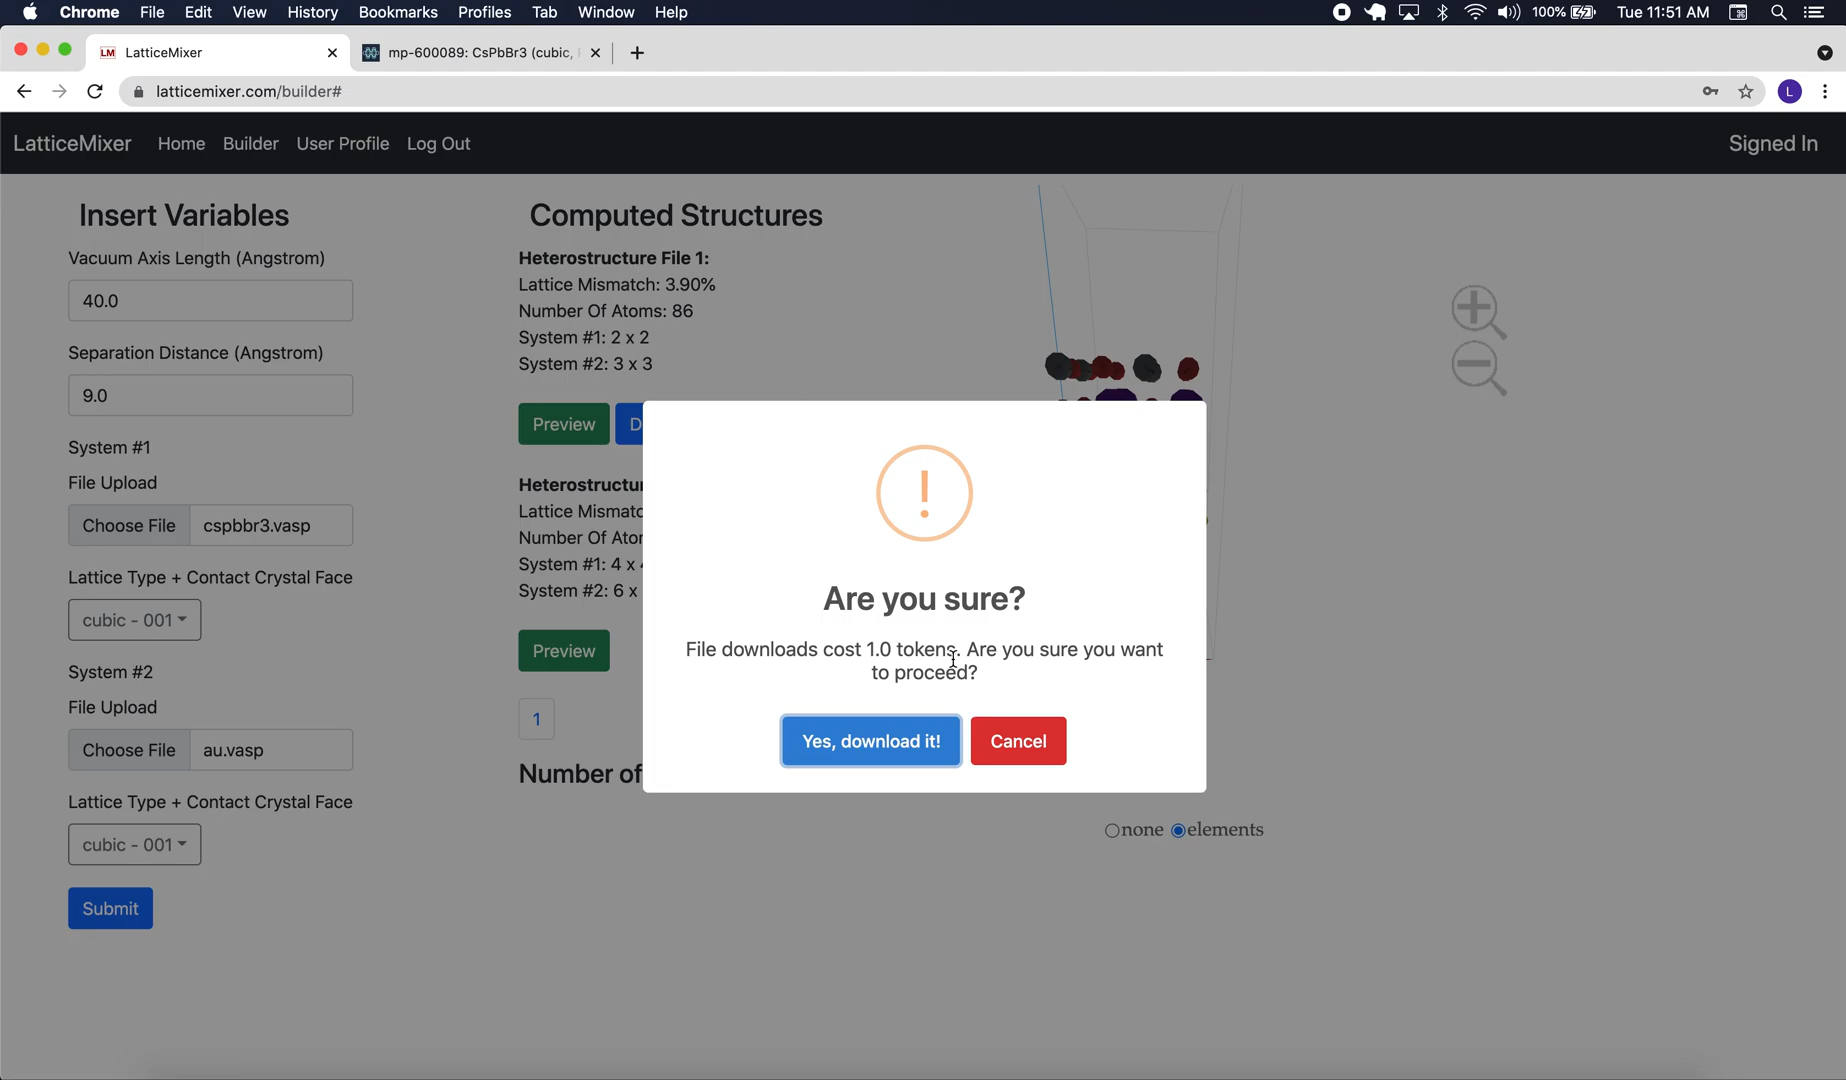 Chrome File Edit View History Bookmarks Profiles Tab Window Help 100% Tue 11:51 AM
LM LatticeMixer mp-600089: CsPbBr3 (cubic,
latticemixer.com/builder# L
LatticeMixer Home Builder User Profile Log Out Signed In
Insert Variables
Vacuum Axis Length (Angstrom)
40.0
Separation Distance (Angstrom)
9.0
System #1
File Upload
Choose File cspbbr3.vasp
Lattice Type + Contact Crystal Face
cubic - 001
System #2
File Upload
Choose File au.vasp
Lattice Type + Contact Crystal Face
cubic - 001
Submit
Computed Structures
Heterostructure File 1:
Lattice Mismatch: 3.90%
Number Of Atoms: 86
System #1: 2 x 2
System #2: 3 x 3
Preview D
Heterostructu
Lattice Mismatc
Number Of Ator
System #1: 4 x
System #2: 6 x
Preview
1
Number of
!
Are you sure?
File downloads cost 1.0 tokens. Are you sure you want
to proceed?
Yes, download it! Cancel
none elements